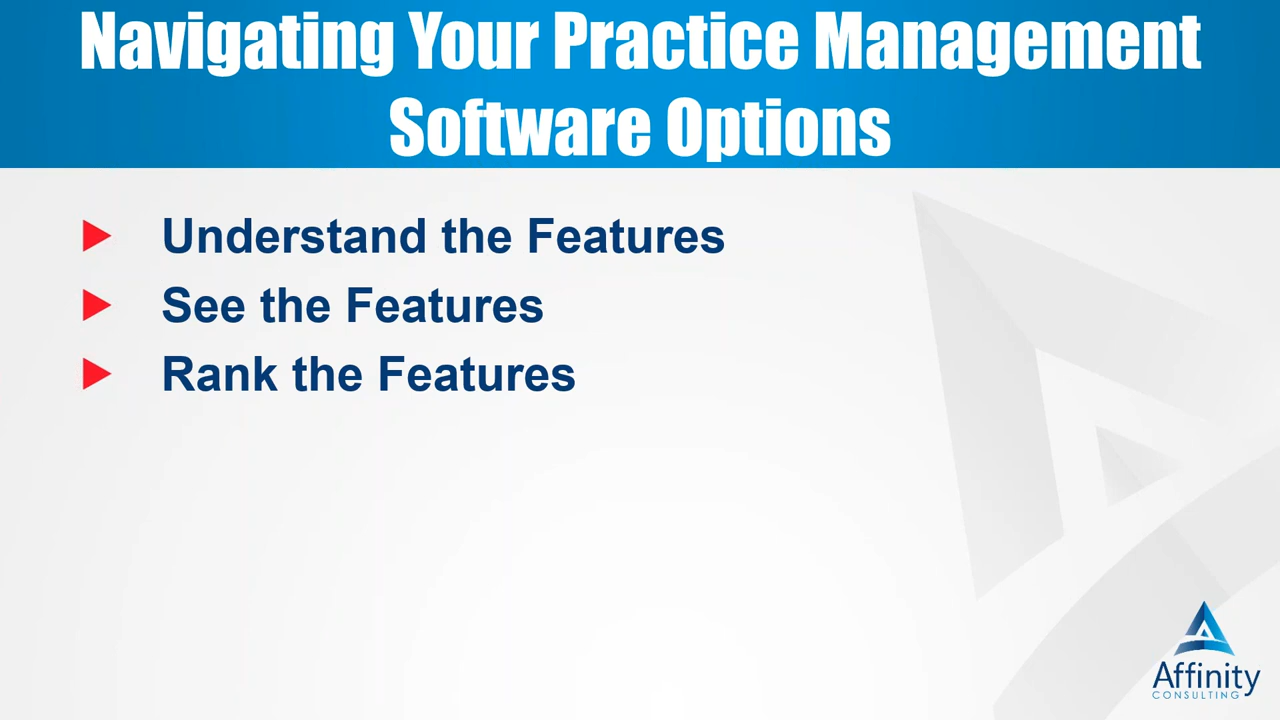 Navigating Your Practice Management
Software Options
Understand the Features
See the Features
Rank the Features
Affinity
CONSULTING